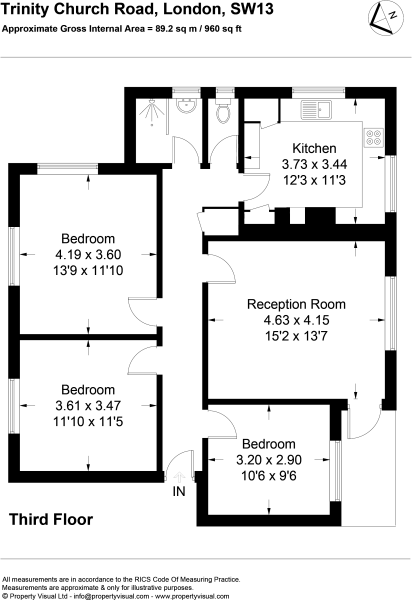 Trinity Church Road, London, SW13
Approximate Gross Internal Area = 89.2 sq m / 960 sq ft
N
Kitchen
3.73 x 3.44
12'3 x 11'3
Bedroom
4.19 x 3.60
13'9 x 11'10
Reception Room
4.63 x 4.15
15'2 x 13'7
Bedroom
3.61 x 3.47
11'10 x 11'5
Bedroom
3.20 x 2.90
10'6 x 9'6
IN
Third Floor
All measurements are in accordance to the RICS Code Of Measuring Practice.
Measurements are approximate & only for illustrative purposes.
© Property Visual Ltd - info@propertyvisual.com - www.propertyvisual.com